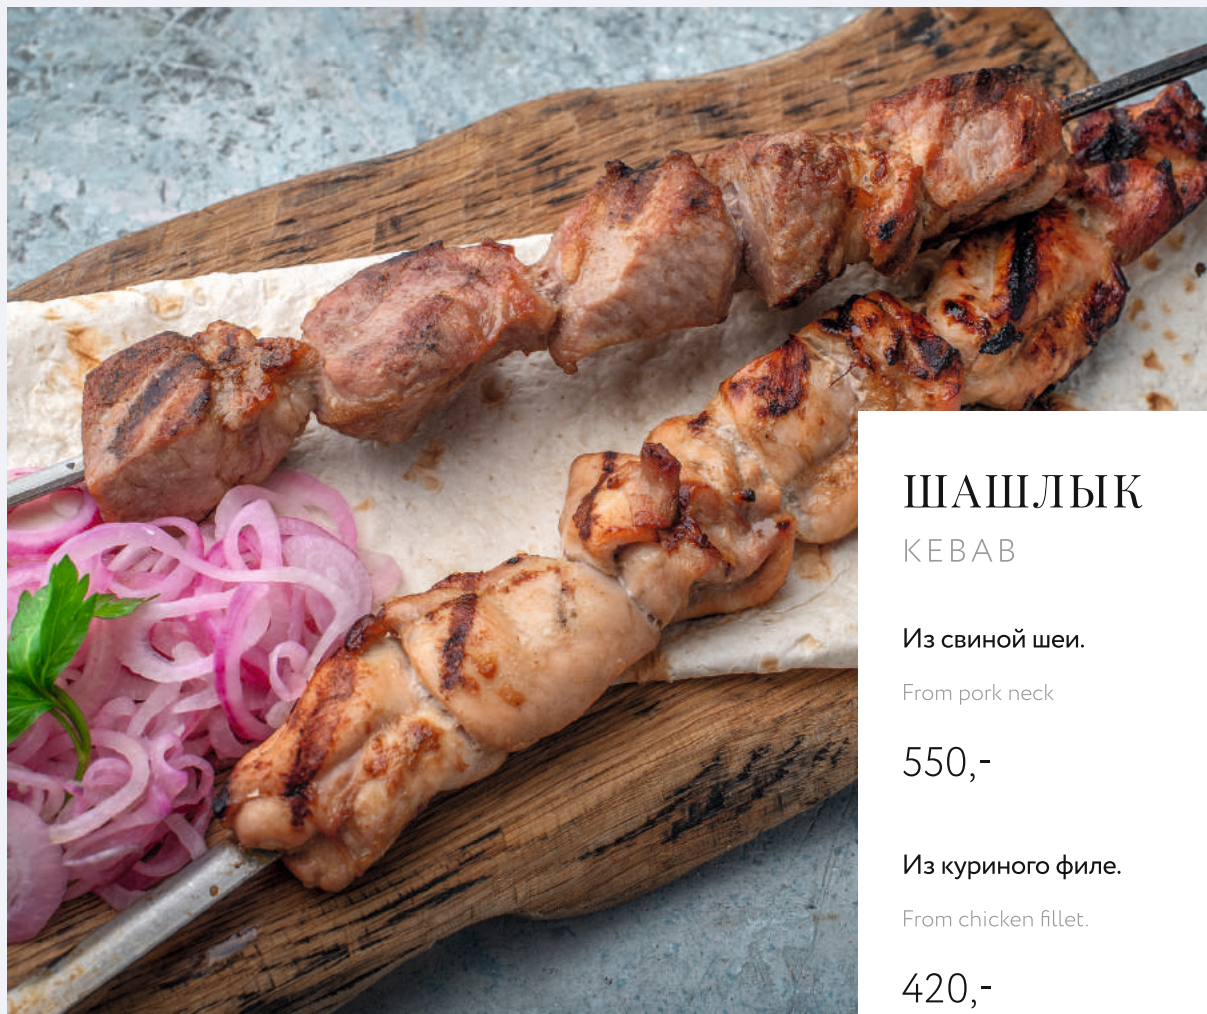 ШАШЛЫК
KEBAB
Из свиной шеи.
From pork neck
550,-
Из куриного филе.
From chicken fillet.
420,-